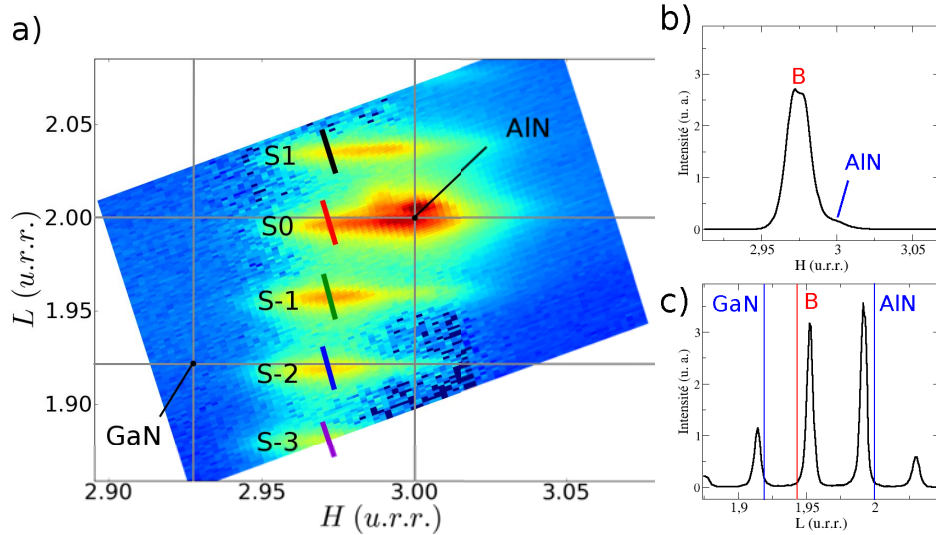 a)
L (u.r.r.)
2.05
2.00
1.95
1.90
S1
S0
S-1
S-2
S-3
AlN
GaN
2.90
2.95
3.00
3.05
H (u.r.r.)
b)
Intensité (u. a.)
3
2
1
0
B
AlN
2,95
3
3,05
H (u.r.r.)
c)
Intensité (u. a.)
3
2
1
0
GaN
B
AlN
1,9
1,95
2
L (u.r.r.)